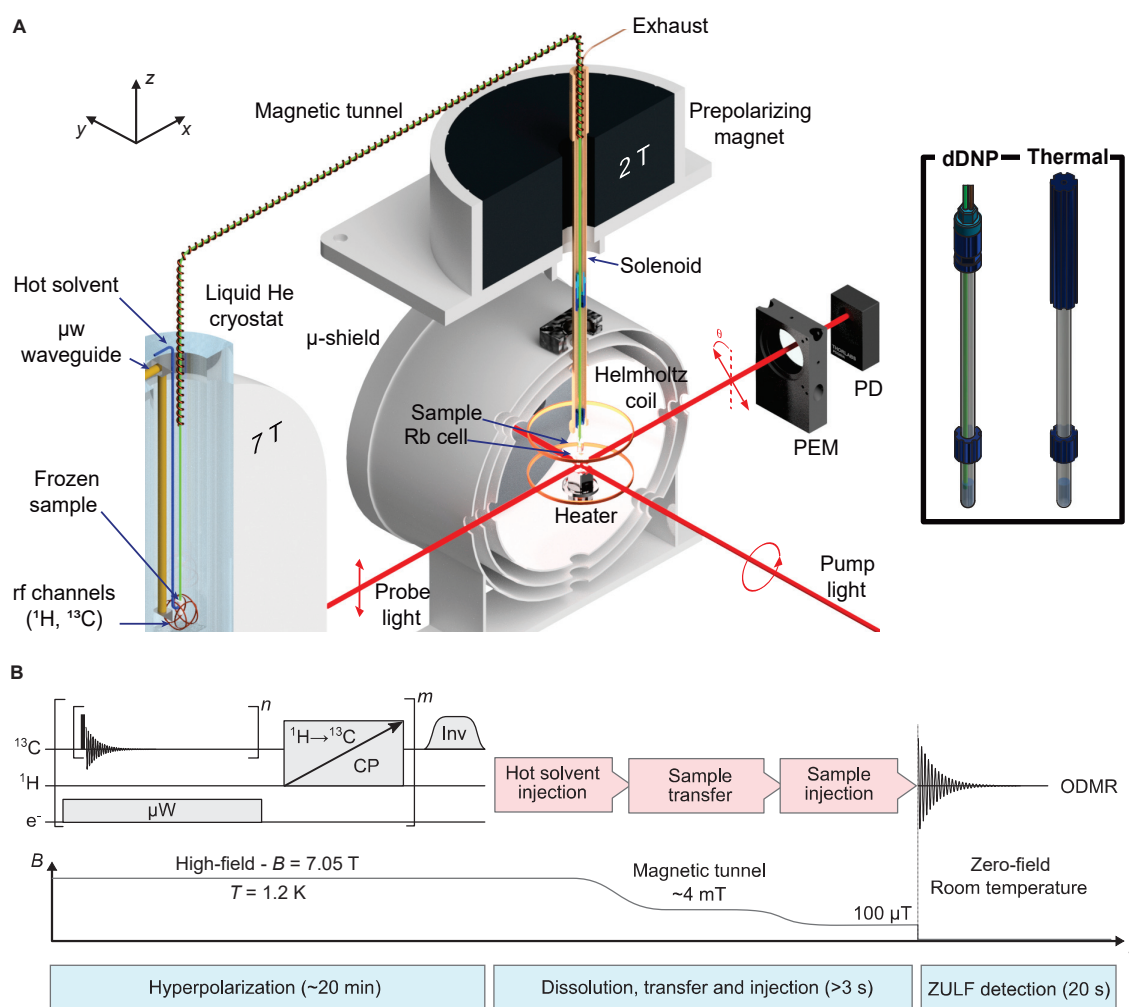 A
Exhaust
z
y
x
Magnetic tunnel
Prepolarizing
magnet
2 T
dDNP
Thermal
Solenoid
Hot solvent
Liquid He
cryostat
µw
waveguide
µ-shield
θ
Helmholtz
coil
PD
Sample
Rb cell
PEM
7 T
Frozen
sample
Heater
rf channels
(¹H, ¹³C)
Probe
light
Pump
light
B
n
m
¹³C
¹H→¹³C
CP
Inv
¹H
e⁻
µW
Hot solvent
injection
Sample
transfer
Sample
injection
ODMR
B
High-field - B = 7.05 T
T = 1.2 K
Magnetic tunnel
~4 mT
100 µT
Zero-field
Room temperature
Hyperpolarization (~20 min)
Dissolution, transfer and injection (>3 s)
ZULF detection (20 s)